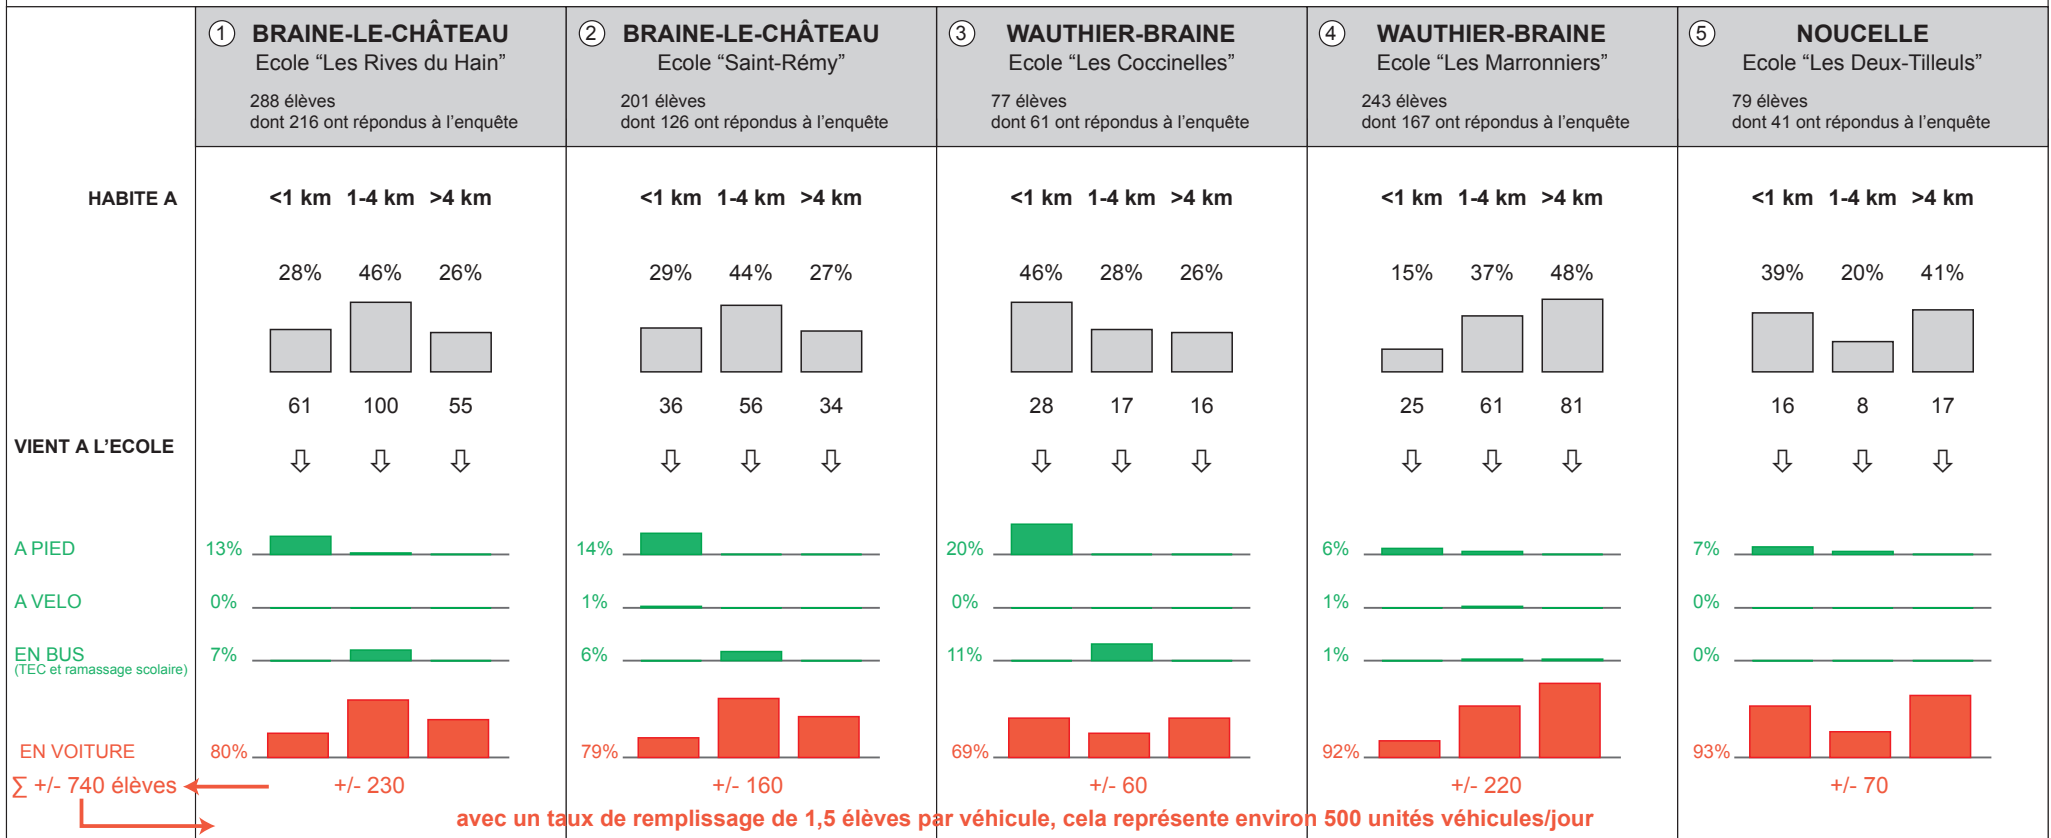 1 BRAINE-LE-CHÂTEAU
Ecole “Les Rives du Hain”
288 élèves
dont 216 ont répondus à l’enquête
2 BRAINE-LE-CHÂTEAU
Ecole “Saint-Rémy”
201 élèves
dont 126 ont répondus à l’enquête
3 WAUTHIER-BRAINE
Ecole “Les Coccinelles”
77 élèves
dont 61 ont répondus à l’enquête
4 WAUTHIER-BRAINE
Ecole “Les Marronniers”
243 élèves
dont 167 ont répondus à l’enquête
5 NOUCELLE
Ecole “Les Deux-Tilleuls”
79 élèves
dont 41 ont répondus à l’enquête
HABITE A <1 km 1-4 km >4 km <1 km 1-4 km >4 km <1 km 1-4 km >4 km <1 km 1-4 km >4 km <1 km 1-4 km >4 km
28% 46% 26% 29% 44% 27% 46% 28% 26% 15% 37% 48% 39% 20% 41%
61 100 55 36 56 34 28 17 16 25 61 81 16 8 17
VIENT A L’ECOLE
A PIED 13% 14% 20% 6% 7%
A VELO 0% 1% 0% 1% 0%
EN BUS 7% 6% 11% 1% 0%
(TEC et ramassage scolaire)
EN VOITURE 80% 79% 69% 92% 93%
∑ +/- 740 élèves +/- 230 +/- 160 +/- 60 +/- 220 +/- 70
avec un taux de remplissage de 1,5 élèves par véhicule, cela représente environ 500 unités véhicules/jour